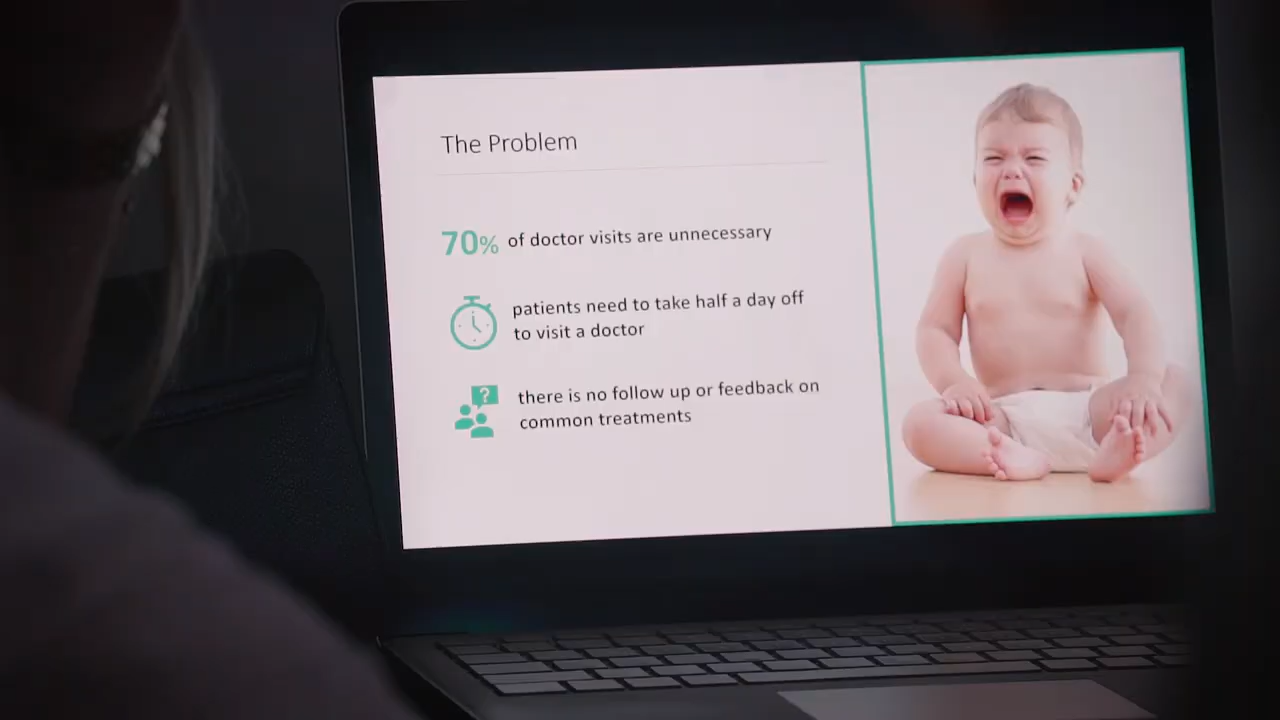 The Problem
70% of doctor visits are unnecessary
patients need to take half a day off
to visit a doctor
?
there is no follow up or feedback on
common treatments